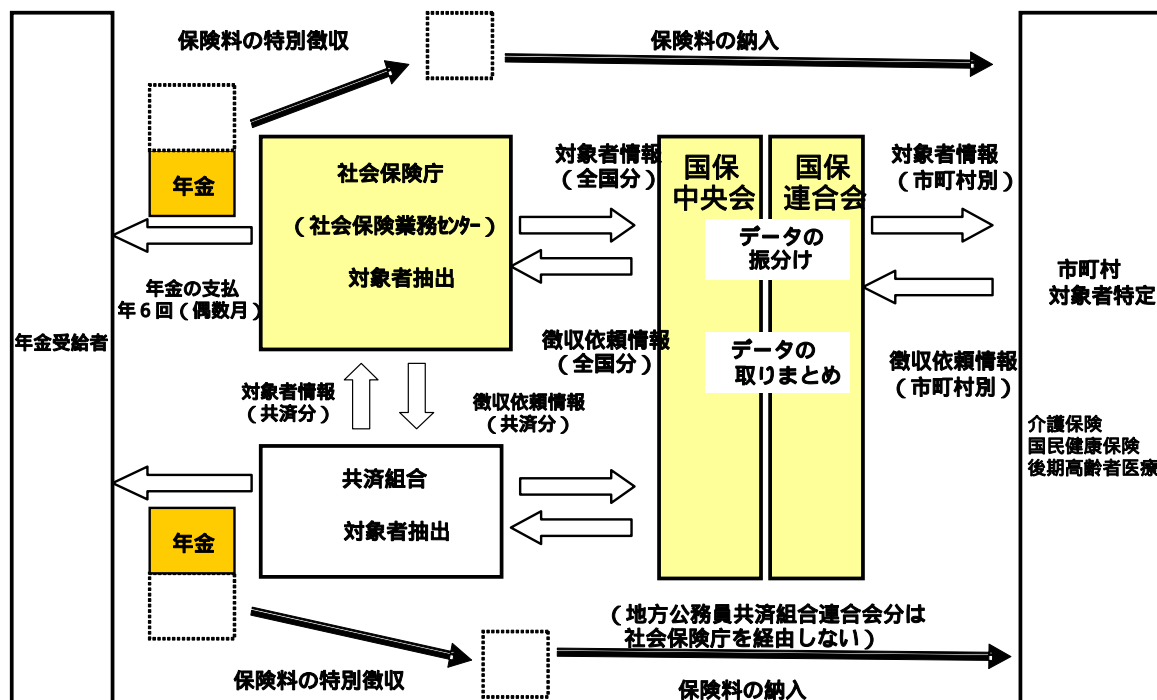 保険料の特別徴収
保険料の納入
年金
社会保険庁
（社会保険業務ｾﾝﾀｰ）
対象者抽出
対象者情報
（全国分）
国保
中央会
国保
連合会
対象者情報
（市町村別）
データの
振分け
年金の支払
年６回（偶数月）
市町村
対象者特定
年金受給者
徴収依頼情報
（全国分）
データの
取りまとめ
徴収依頼情報
（市町村別）
対象者情報
（共済分）
徴収依頼情報
（共済分）
介護保険
国民健康保険
後期高齢者医療
共済組合
対象者抽出
年金
（地方公務員共済組合連合会分は
社会保険庁を経由しない）
保険料の特別徴収
保険料の納入